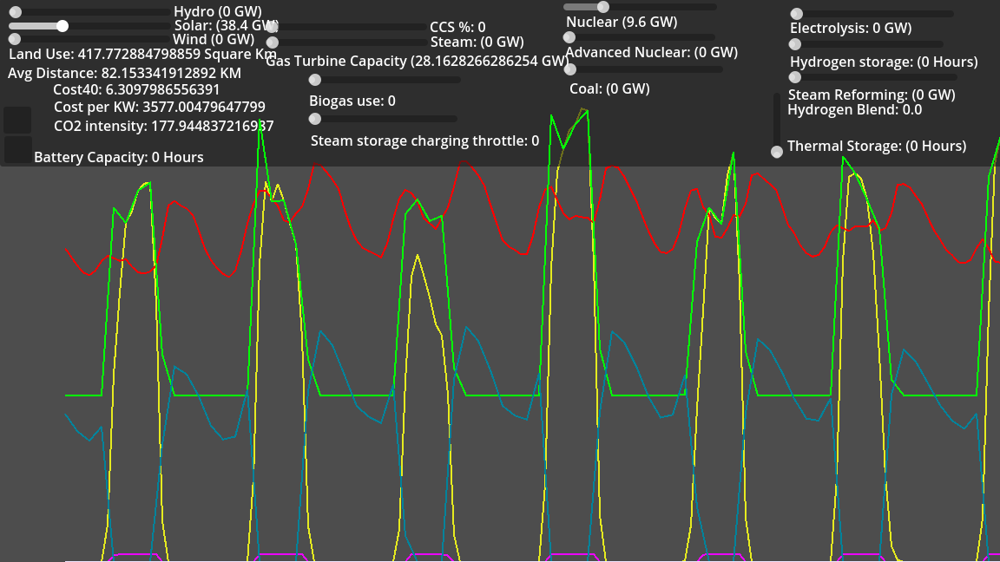 Hydro (0 GW)
Solar: (38.4 GW)
Wind (0 GW)
Land Use: 417.772884798859 Square Km
Avg Distance: 82.153341912892 KM
Cost40: 6.3097986556391
Cost per KW: 3577.00479647799
CO2 intensity: 177.944837216937
Battery Capacity: 0 Hours
CCS %: 0
Steam: (0 GW)
Gas Turbine Capacity (28.1628266286254 GW)
Biogas use: 0
Steam storage charging throttle: 0
Nuclear (9.6 GW)
Advanced Nuclear: (0 GW)
Coal: (0 GW)
Electrolysis: 0 GW)
Hydrogen storage: (0 Hours)
Steam Reforming: (0 GW)
Hydrogen Blend: 0.0
Thermal Storage: (0 Hours)